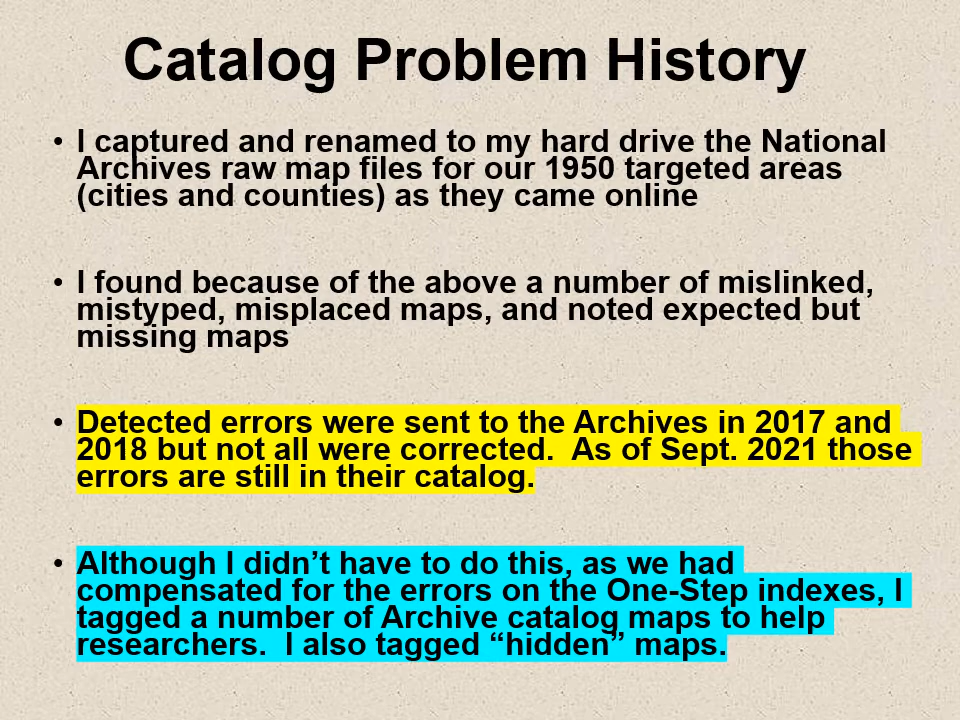 Catalog Problem History
• I captured and renamed to my hard drive the National
Archives raw map files for our 1950 targeted areas
(cities and counties) as they came online
• I found because of the above a number of mislinked,
mistyped, misplaced maps, and noted expected but
missing maps
• Detected errors were sent to the Archives in 2017 and
2018 but not all were corrected.  As of Sept. 2021 those
errors are still in their catalog.
• Although I didn’t have to do this, as we had
compensated for the errors on the One-Step indexes, I
tagged a number of Archive catalog maps to help
researchers.  I also tagged “hidden” maps.